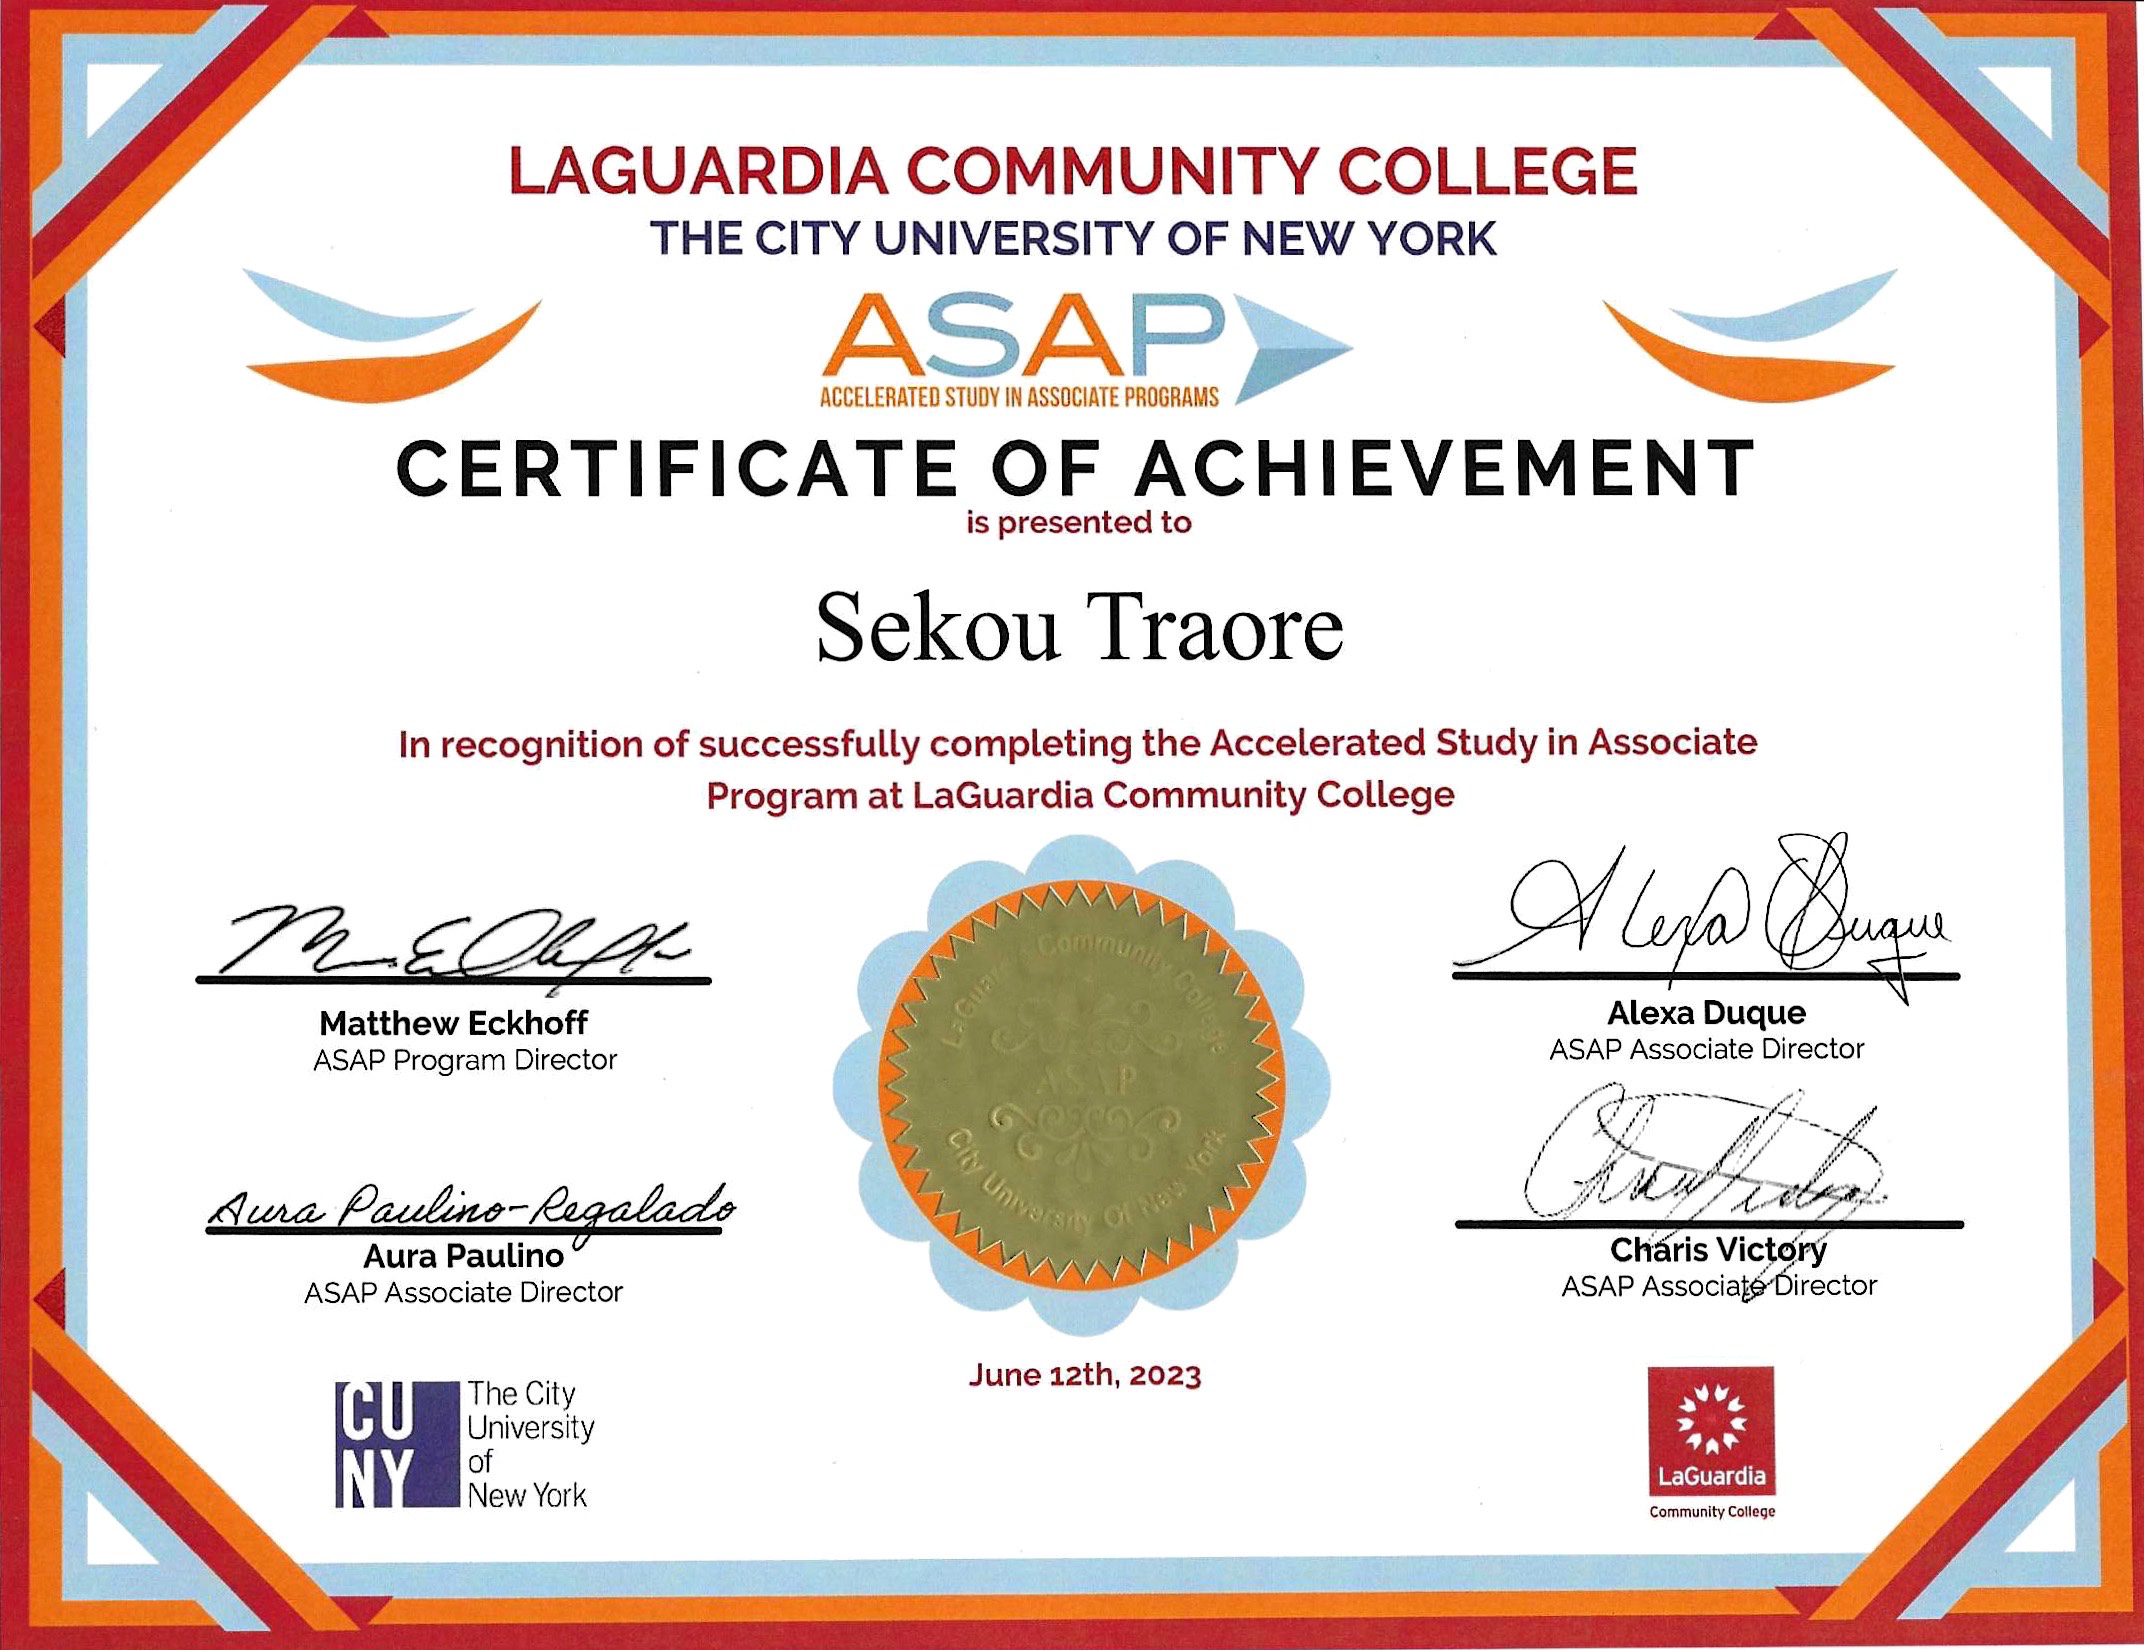 LAGUARDIA COMMUNITY COLLEGE
THE CITY UNIVERSITY OF NEW YORK
ASAP
ACCELERATED STUDY IN ASSOCIATE PROGRAMS
CERTIFICATE OF ACHIEVEMENT
is presented to
Sekou Traore
In recognition of successfully completing the Accelerated Study in Associate
Program at LaGuardia Community College
Matthew Eckhoff
ASAP Program Director
Aura Paulino-Regalado
Aura Paulino
ASAP Associate Director
LaGuardia Community College
ASAP
City University Of New York
Alexa Duque
Alexa Duque
ASAP Associate Director
Charis Victory
ASAP Associate Director
June 12th, 2023
CU
NY
The City
University
of
New York
LaGuardia
Community College